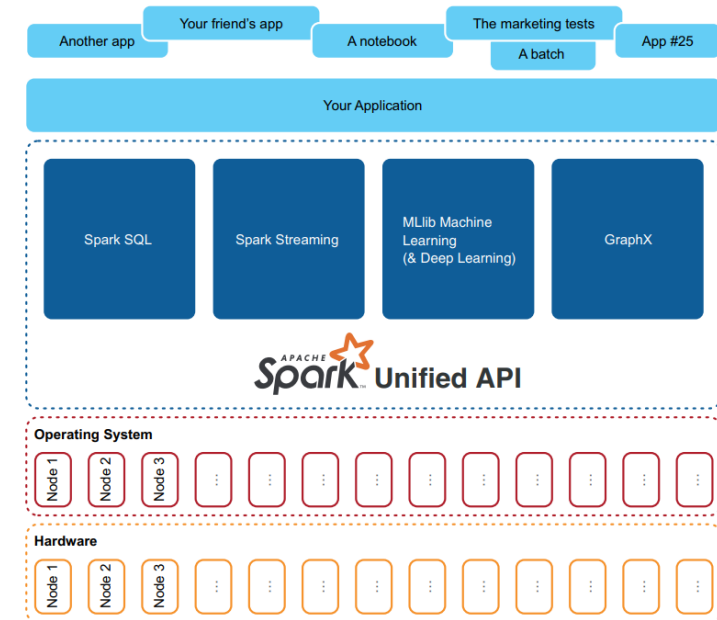 Your friend's app
The marketing tests
Another app
A notebook
App #25
A batch
Your Application
Spark SQL
Spark Streaming
MLlib Machine
Learning
(& Deep Learning)
GraphX
APACHE
Spark™ Unified API
Operating System
Node 1
Node 2
Node 3
...
...
...
...
...
...
...
...
...
...
Hardware
Node 1
Node 2
Node 3
...
...
...
...
...
...
...
...
...
...